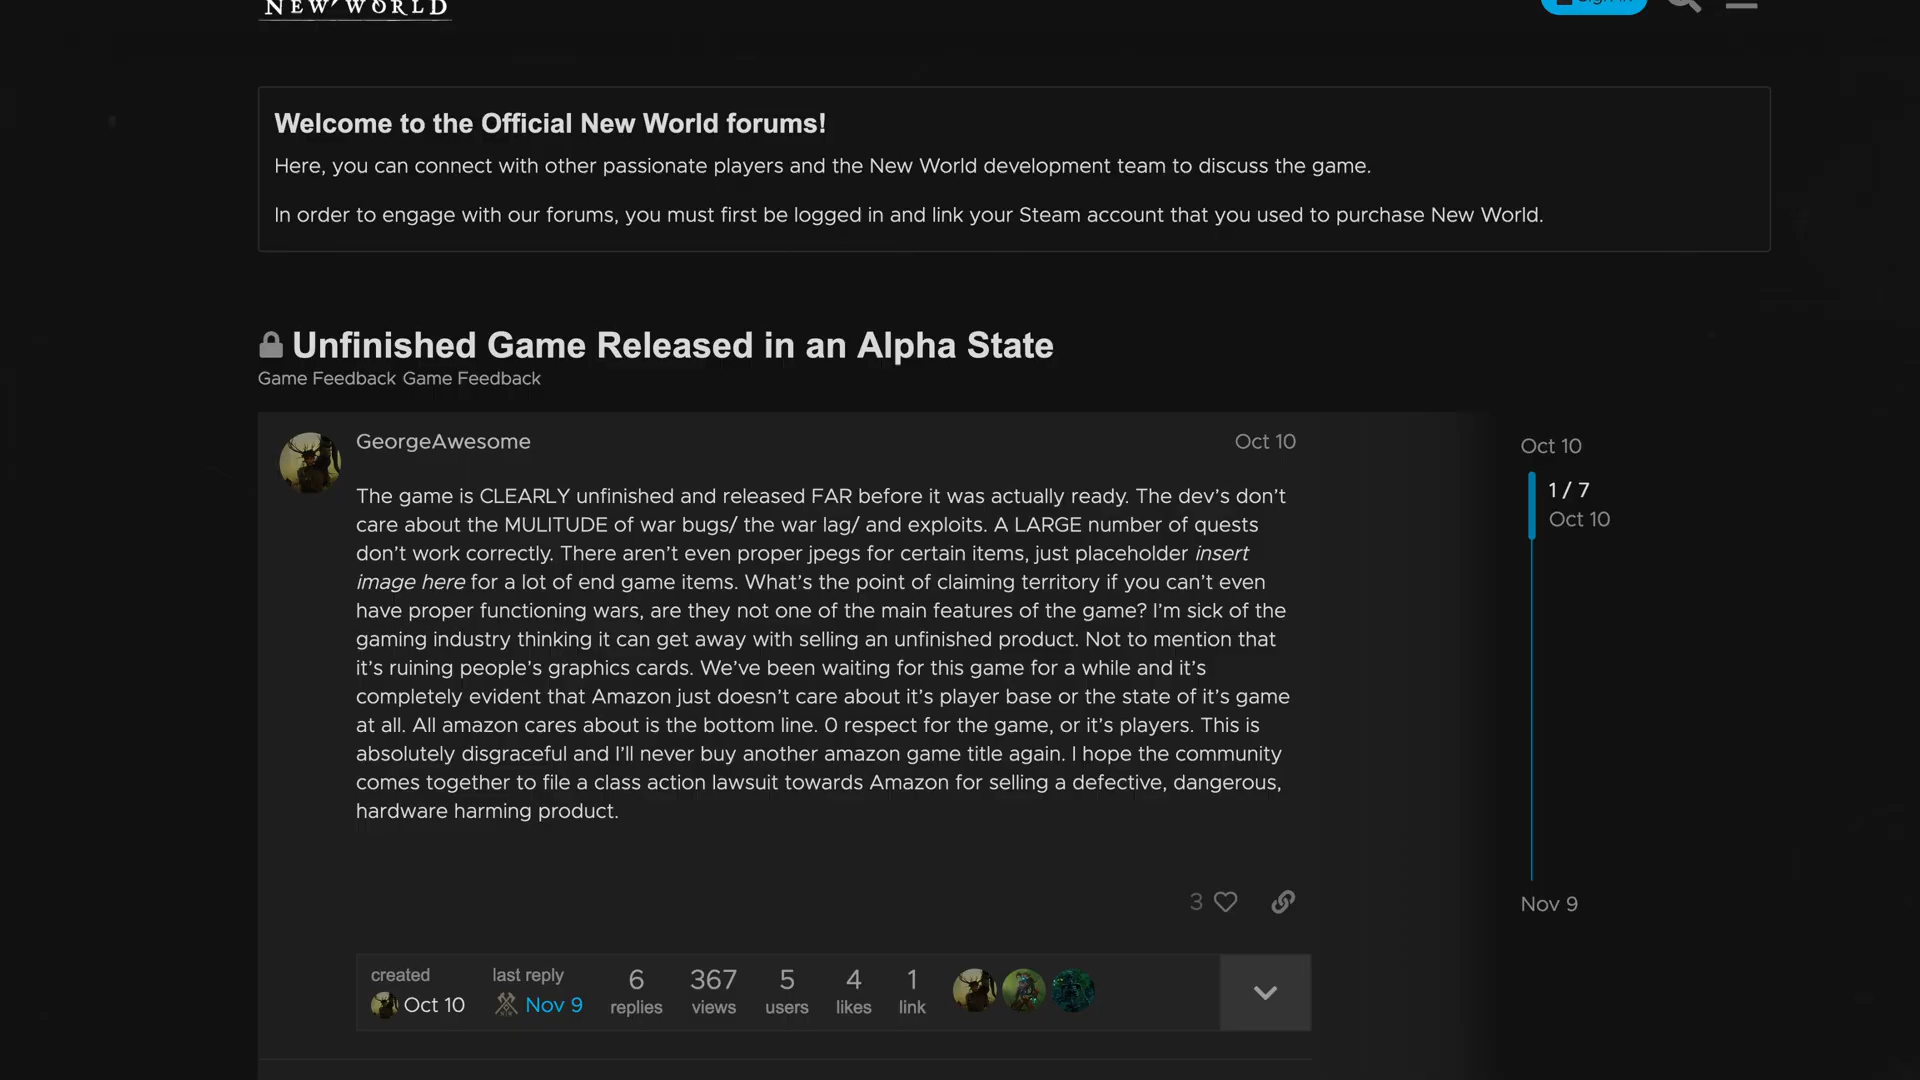 NEW WORLD
Sign In
Welcome to the Official New World forums!
Here, you can connect with other passionate players and the New World development team to discuss the game.
In order to engage with our forums, you must first be logged in and link your Steam account that you used to purchase New World.
Unfinished Game Released in an Alpha State
Game Feedback Game Feedback
GeorgeAwesome
Oct 10
The game is CLEARLY unfinished and released FAR before it was actually ready. The dev's don't
care about the MULITUDE of war bugs/ the war lag/ and exploits. A LARGE number of quests
don't work correctly. There aren't even proper jpegs for certain items, just placeholder insert
image here for a lot of end game items. What's the point of claiming territory if you can't even
have proper functioning wars, are they not one of the main features of the game? I'm sick of the
gaming industry thinking it can get away with selling an unfinished product. Not to mention that
it's ruining people's graphics cards. We've been waiting for this game for a while and it's
completely evident that Amazon just doesn't care about it's player base or the state of it's game
at all. All amazon cares about is the bottom line. 0 respect for the game, or it's players. This is
absolutely disgraceful and I'll never buy another amazon game title again. I hope the community
comes together to file a class action lawsuit towards Amazon for selling a defective, dangerous,
hardware harming product.
3
created
Oct 10
last reply
Nov 9
6
replies
367
views
5
users
4
likes
1
link
Oct 10
1 / 7
Oct 10
Nov 9